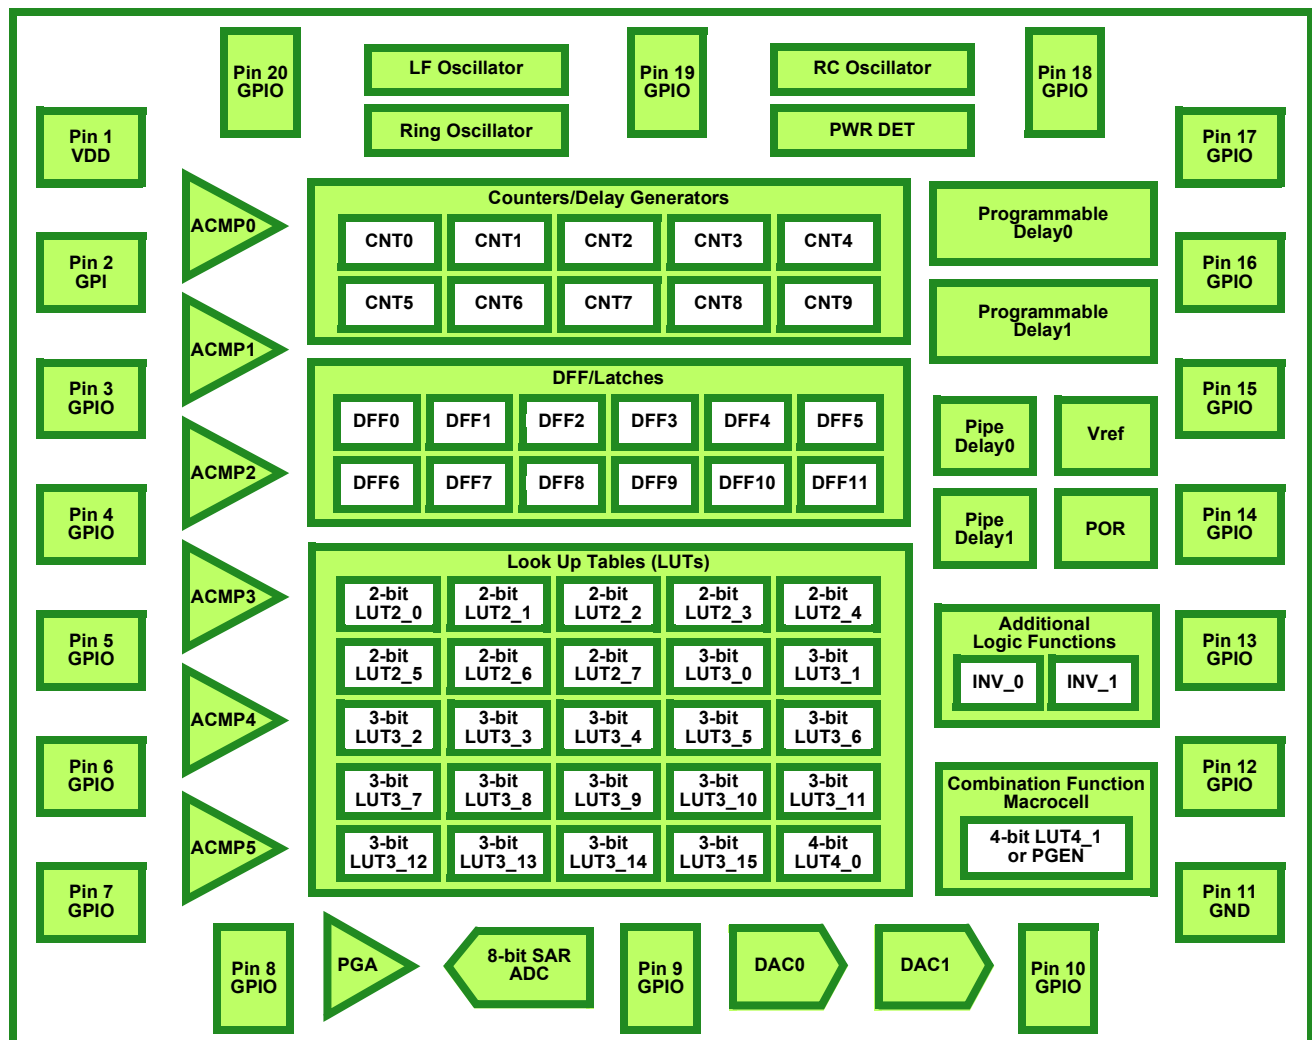 Pin 20
GPIO
LF Oscillator
Ring Oscillator
Pin 19
GPIO
RC Oscillator
PWR DET
Pin 18
GPIO
Pin 1
VDD
Pin 2
GPI
Pin 3
GPIO
Pin 4
GPIO
Pin 5
GPIO
Pin 6
GPIO
Pin 7
GPIO
ACMP0
ACMP1
ACMP2
ACMP3
ACMP4
ACMP5
Counters/Delay Generators
CNT0 CNT1 CNT2 CNT3 CNT4
CNT5 CNT6 CNT7 CNT8 CNT9
DFF/Latches
DFF0 DFF1 DFF2 DFF3 DFF4 DFF5
DFF6 DFF7 DFF8 DFF9 DFF10 DFF11
Look Up Tables (LUTs)
2-bit 2-bit 2-bit 2-bit 2-bit
LUT2_0 LUT2_1 LUT2_2 LUT2_3 LUT2_4
2-bit 2-bit 2-bit 3-bit 3-bit
LUT2_5 LUT2_6 LUT2_7 LUT3_0 LUT3_1
3-bit 3-bit 3-bit 3-bit 3-bit
LUT3_2 LUT3_3 LUT3_4 LUT3_5 LUT3_6
3-bit 3-bit 3-bit 3-bit 3-bit
LUT3_7 LUT3_8 LUT3_9 LUT3_10 LUT3_11
3-bit 3-bit 3-bit 3-bit 4-bit
LUT3_12 LUT3_13 LUT3_14 LUT3_15 LUT4_0
Programmable
Delay0
Programmable
Delay1
Pipe
Delay0
Vref
Pipe
Delay1
POR
Additional
Logic Functions
INV_0 INV_1
Combination Function
Macrocell
4-bit LUT4_1
or PGEN
Pin 17
GPIO
Pin 16
GPIO
Pin 15
GPIO
Pin 14
GPIO
Pin 13
GPIO
Pin 12
GPIO
Pin 11
GND
Pin 8
GPIO
PGA
8-bit SAR
ADC
Pin 9
GPIO
DAC0
DAC1
Pin 10
GPIO